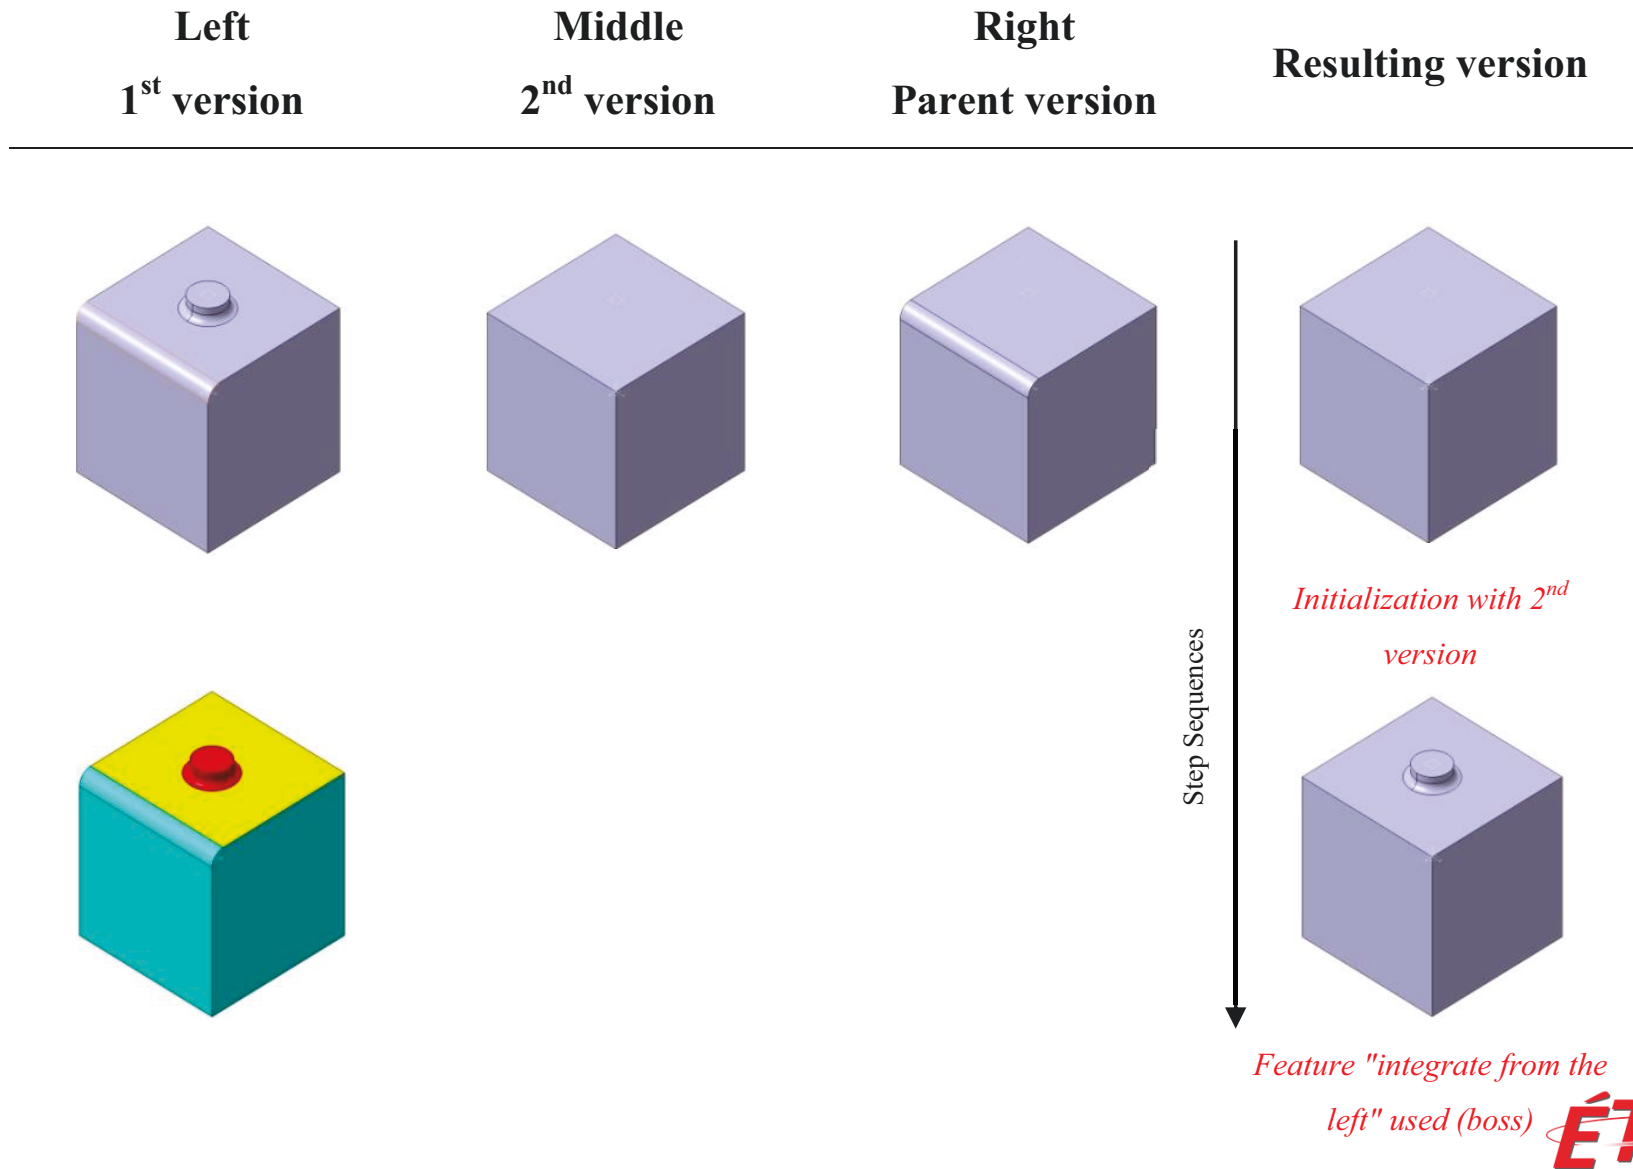 Left
1st version
Middle
2nd version
Right
Parent version
Resulting version
Initialization with 2nd
version
Step Sequences
Feature "integrate from the
left" used (boss)